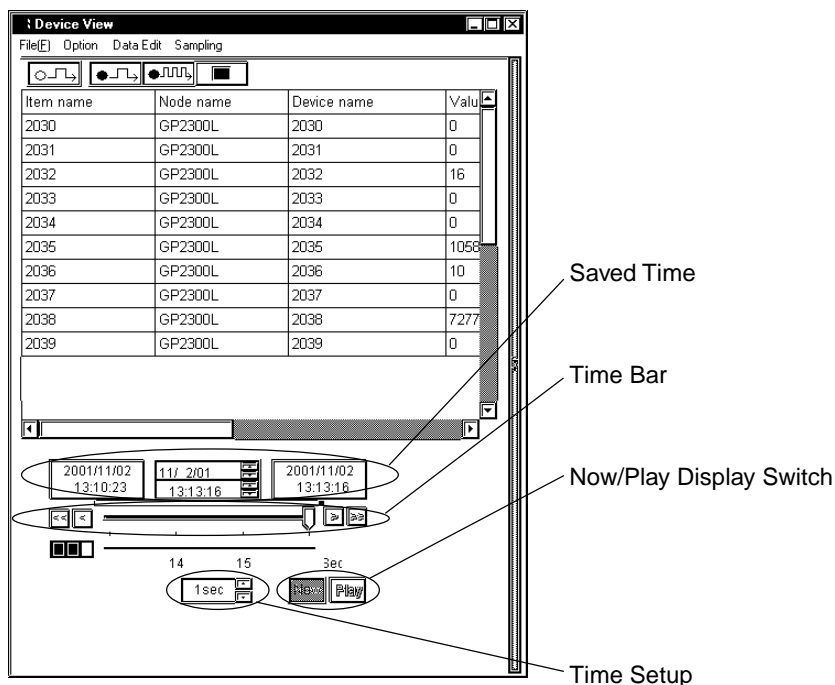 Device View
File(F) Option Data Edit Sampling
Item name Node name Device name Valu
2030 GP2300L 2030 0
2031 GP2300L 2031 0
2032 GP2300L 2032 16
2033 GP2300L 2033 0
2034 GP2300L 2034 0
2035 GP2300L 2035 1058
2036 GP2300L 2036 10
2037 GP2300L 2037 0
2038 GP2300L 2038 7277
2039 GP2300L 2039 0
Saved Time
Time Bar
2001/11/02 11/ 2/01 2001/11/02
13:10:23 13:13:16 13:13:16
Now/Play Display Switch
<< < > >>
14 15 Sec
1sec Now Play
Time Setup